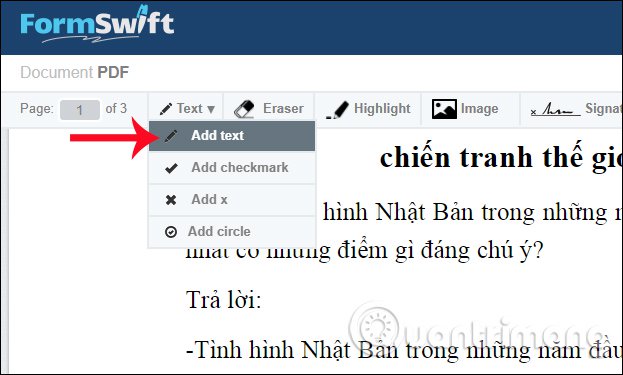 FormSwift
Document PDF
Page: 1 of 3 Text Eraser Highlight Image Signat
Add text
Add checkmark
Add x
Add circle
chiến tranh thế giớ
hình Nhật Bản trong những n
nhất có những điểm gì đáng chú ý?
Trả lời:
-Tình hình Nhật Bản trong những năm đầu
Quantrimang